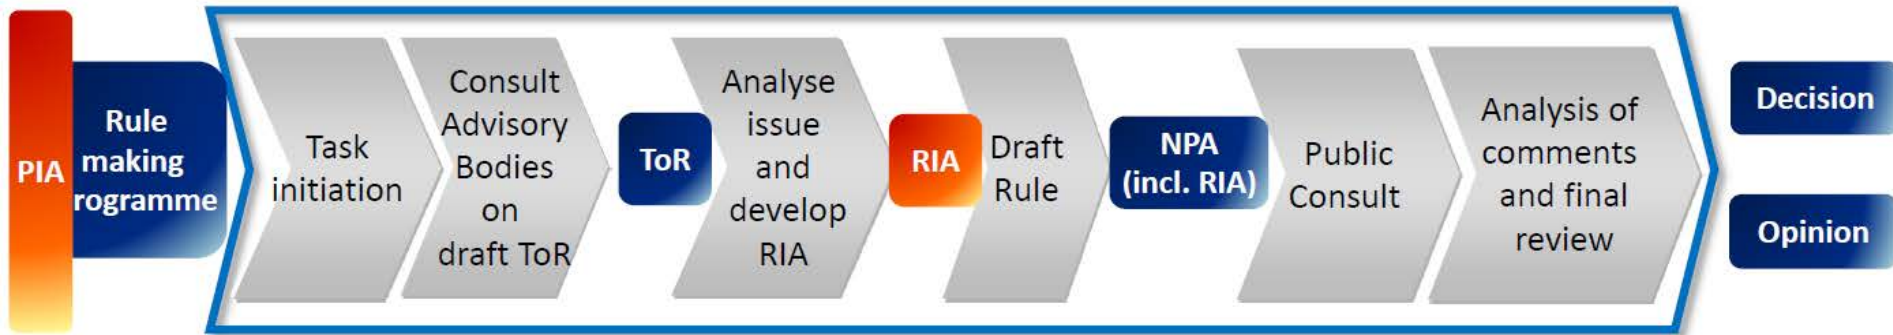 PIA
Rule
making
rogramme
Task
initiation
Consult
Advisory
Bodies
on
draft ToR
ToR
Analyse
issue
and
develop
RIA
RIA
Draft
Rule
NPA
(incl. RIA)
Public
Consult
Analysis of
comments
and final
review
Decision
Opinion